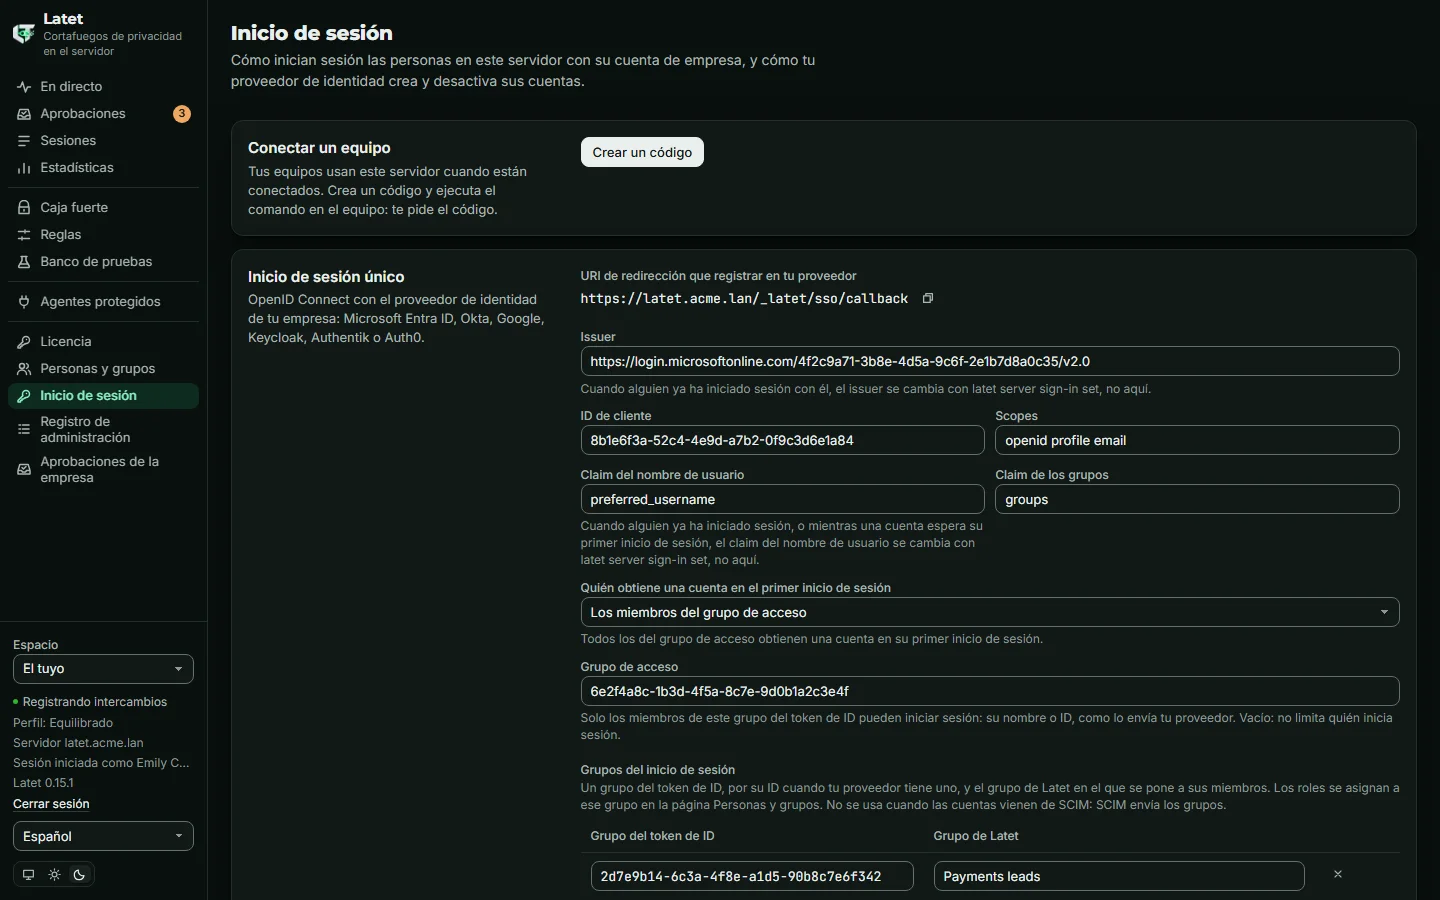 Latet
Cortafuegos de privacidad
en el servidor
En directo
Aprobaciones
3
Sesiones
Estadísticas
Caja fuerte
Reglas
Banco de pruebas
Agentes protegidos
Licencia
Personas y grupos
Inicio de sesión
Registro de
administración
Aprobaciones de la
empresa
Espacio
El tuyo
Registrando intercambios
Perfil: Equilibrado
Servidor latet.acme.lan
Sesión iniciada como Emily C...
Latet 0.15.1
Cerrar sesión
Español
Inicio de sesión
Cómo inician sesión las personas en este servidor con su cuenta de empresa, y cómo tu
proveedor de identidad crea y desactiva sus cuentas.
Conectar un equipo
Tus equipos usan este servidor cuando están
conectados. Crea un código y ejecuta el
comando en el equipo: te pide el código.
Crear un código
Inicio de sesión único
OpenID Connect con el proveedor de identidad
de tu empresa: Microsoft Entra ID, Okta, Google,
Keycloak, Authentik o Auth0.
URI de redirección que registrar en tu proveedor
https://latet.acme.lan/_latet/sso/callback
Issuer
https://login.microsoftonline.com/4f2c9a71-3b8e-4d5a-9c6f-2e1b7d8a0c35/v2.0
Cuando alguien ya ha iniciado sesión con él, el issuer se cambia con latet server sign-in set, no aquí.
ID de cliente
8b1e6f3a-52c4-4e9d-a7b2-0f9c3d6e1a84
Scopes
openid profile email
Claim del nombre de usuario
preferred_username
Claim de los grupos
groups
Cuando alguien ya ha iniciado sesión, o mientras una cuenta espera su
primer inicio de sesión, el claim del nombre de usuario se cambia con
latet server sign-in set, no aquí.
Quién obtiene una cuenta en el primer inicio de sesión
Los miembros del grupo de acceso
Todos los del grupo de acceso obtienen una cuenta en su primer inicio de sesión.
Grupo de acceso
6e2f4a8c-1b3d-4f5a-8c7e-9d0b1a2c3e4f
Solo los miembros de este grupo del token de ID pueden iniciar sesión: su nombre o ID, como lo envía tu proveedor. Vacío: no limita quién inicia
sesión.
Grupos del inicio de sesión
Un grupo del token de ID, por su ID cuando tu proveedor tiene uno, y el grupo de Latet en el que se pone a sus miembros. Los roles se asignan a
ese grupo en la página Personas y grupos. No se usa cuando las cuentas vienen de SCIM: SCIM envía los grupos.
Grupo del token de ID
Grupo de Latet
2d7e9b14-6c3a-4f8e-a1d5-90b8c7e6f342
Payments leads